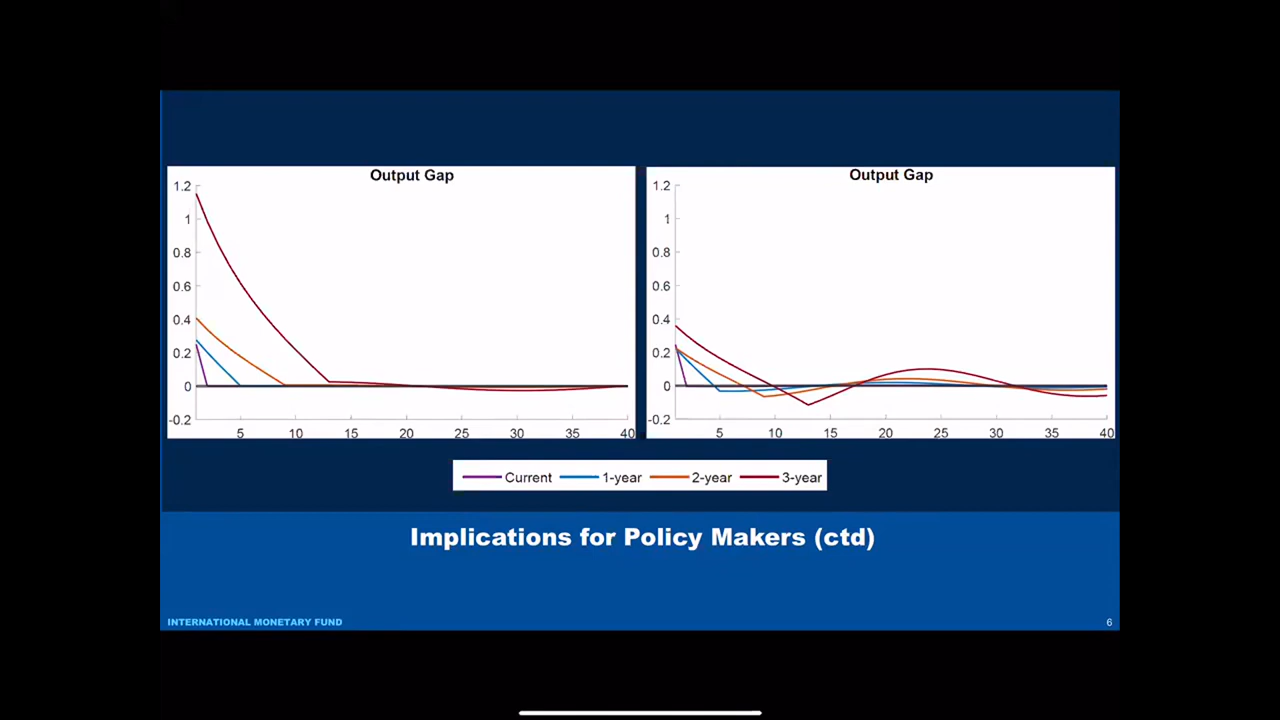 Output Gap
1.2
1
0.8
0.6
0.4
0.2
0
-0.2
5 10 15 20 25 30 35 40
Output Gap
1.2
1
0.8
0.6
0.4
0.2
0
-0.2
5 10 15 20 25 30 35 40
Current 1-year 2-year 3-year
Implications for Policy Makers (ctd)
INTERNATIONAL MONETARY FUND 6